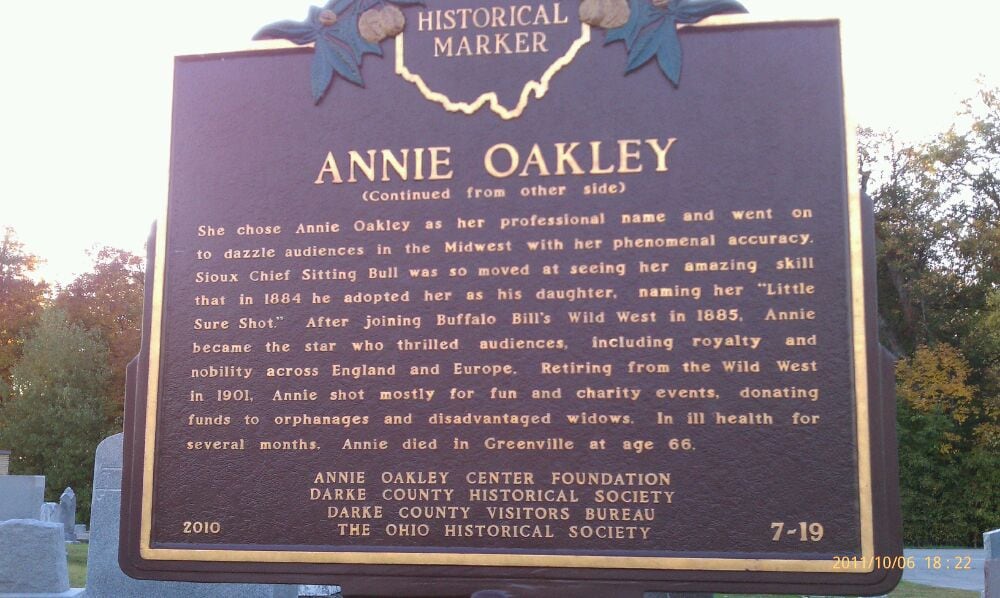 HISTORICAL
MARKER
ANNIE OAKLEY
(Continued from other side)
She chose Annie Oakley as her professional name and went on
to dazzle audiences in the Midwest with her phenomenal accuracy.
Sioux Chief Sitting Bull was so moved at seeing her amazing skill
that in 1884 he adopted her as his daughter, naming her "Little
Sure Shot." After joining Buffalo Bill's Wild West in 1885, Annie
became the star who thrilled audiences, including royalty and
nobility across England and Europe. Retiring from the Wild West
in 1901, Annie shot mostly for fun and charity events, donating
funds to orphanages and disadvantaged widows. In ill health for
several months, Annie died in Greenville at age 66.
ANNIE OAKLEY CENTER FOUNDATION
DARKE COUNTY HISTORICAL SOCIETY
DARKE COUNTY VISITORS BUREAU
THE OHIO HISTORICAL SOCIETY
2010
7-19
2011/10/06 18:22